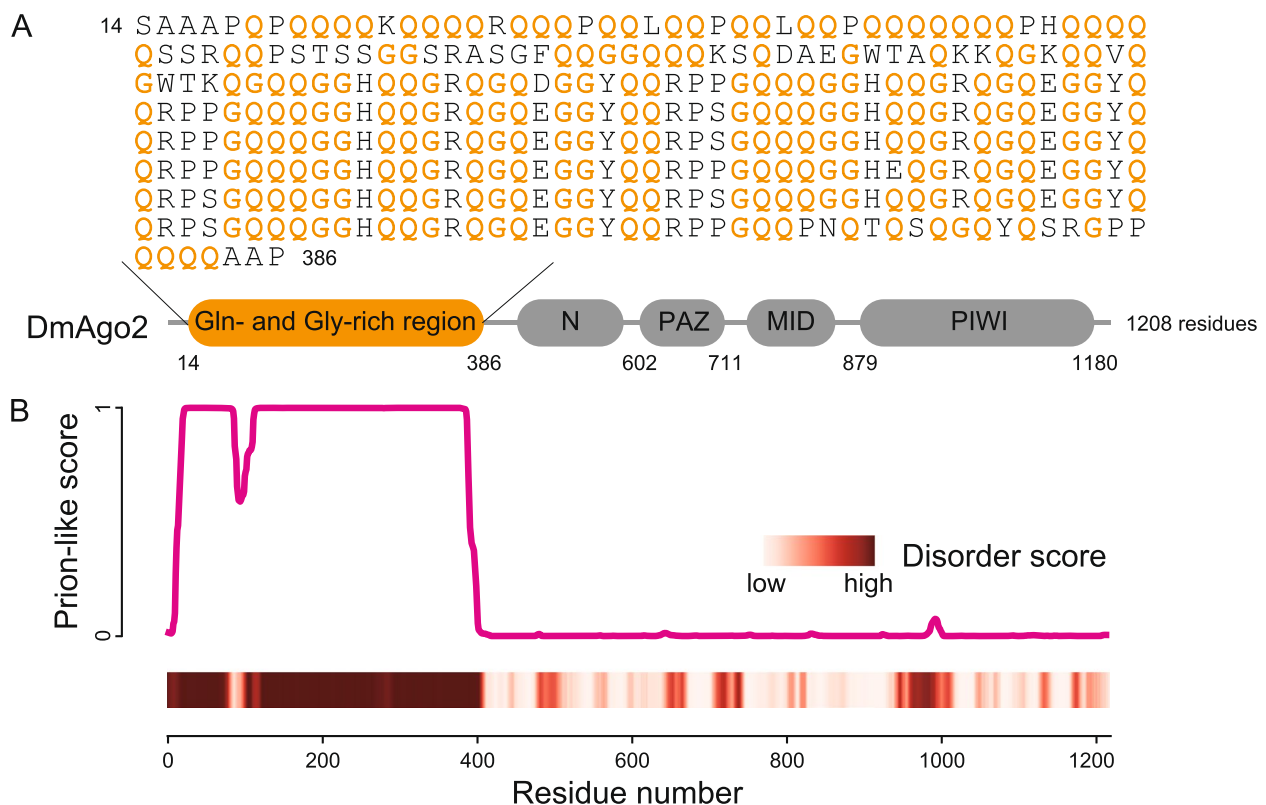 A
14 SAAAPQPQQQQKQQQQRQQQPQQLQQPQQLQQPQQQQQQQPHQQQQ
QSSRQQPSTSSGGSRASGFQQGGQQQKSQDAEGWTAQKKQGKQQVQ
GWTKQGQQGGHQQGRQGQDGGYQQRPPGQQQGGHQQGRQGQEGGYQ
QRPPGQQQGGHQQGRQGQEGGYQQRPSGQQQGGHQQGRQGQEGGYQ
QRPPGQQQGGHQQGRQGQEGGYQQRPSGQQQGGHQQGRQGQEGGYQ
QRPPGQQQGGHQQGRQGQEGGYQQRPSGQQQGGHEQGRQGQEGGYQ
QRPSGQQQGGHQQGRQGQEGGYQQRPSGQQQGGHQQGRQGQEGGYQ
QRPSGQQQGGHQQGRQGQEGGYQQRPPGQQPNQTQSQGQYQSRGPP
QQQQAAP 386
DmAgo2 Gln- and Gly-rich region N PAZ MID PIWI 1208 residues
14 386 602 711 879 1180
B
Prion-like score
1
0
Disorder score
low high
0 200 400 600 800 1000 1200
Residue number